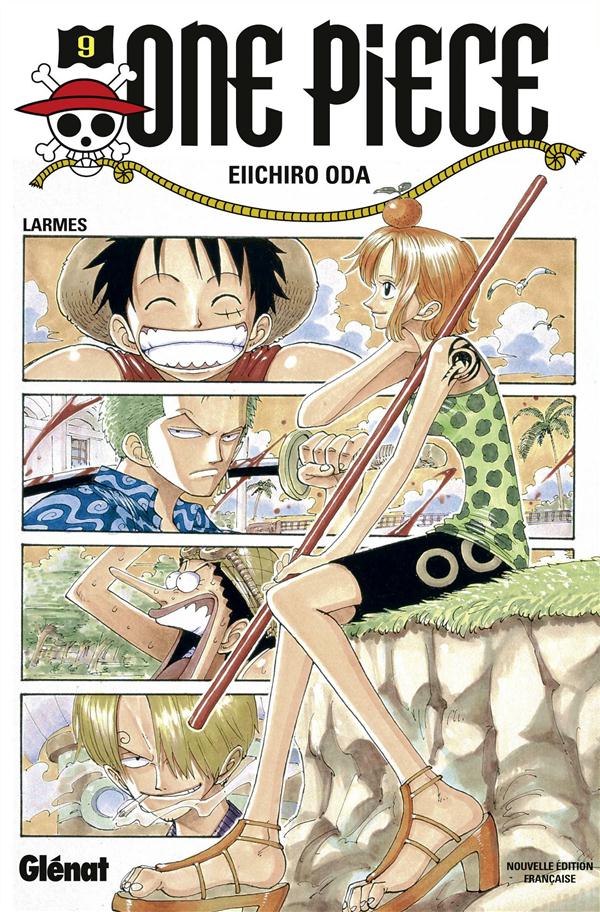 9
ONE PIECE
EIICHIRO ODA
LARMES
Glénat
NOUVELLE ÉDITION
FRANÇAISE